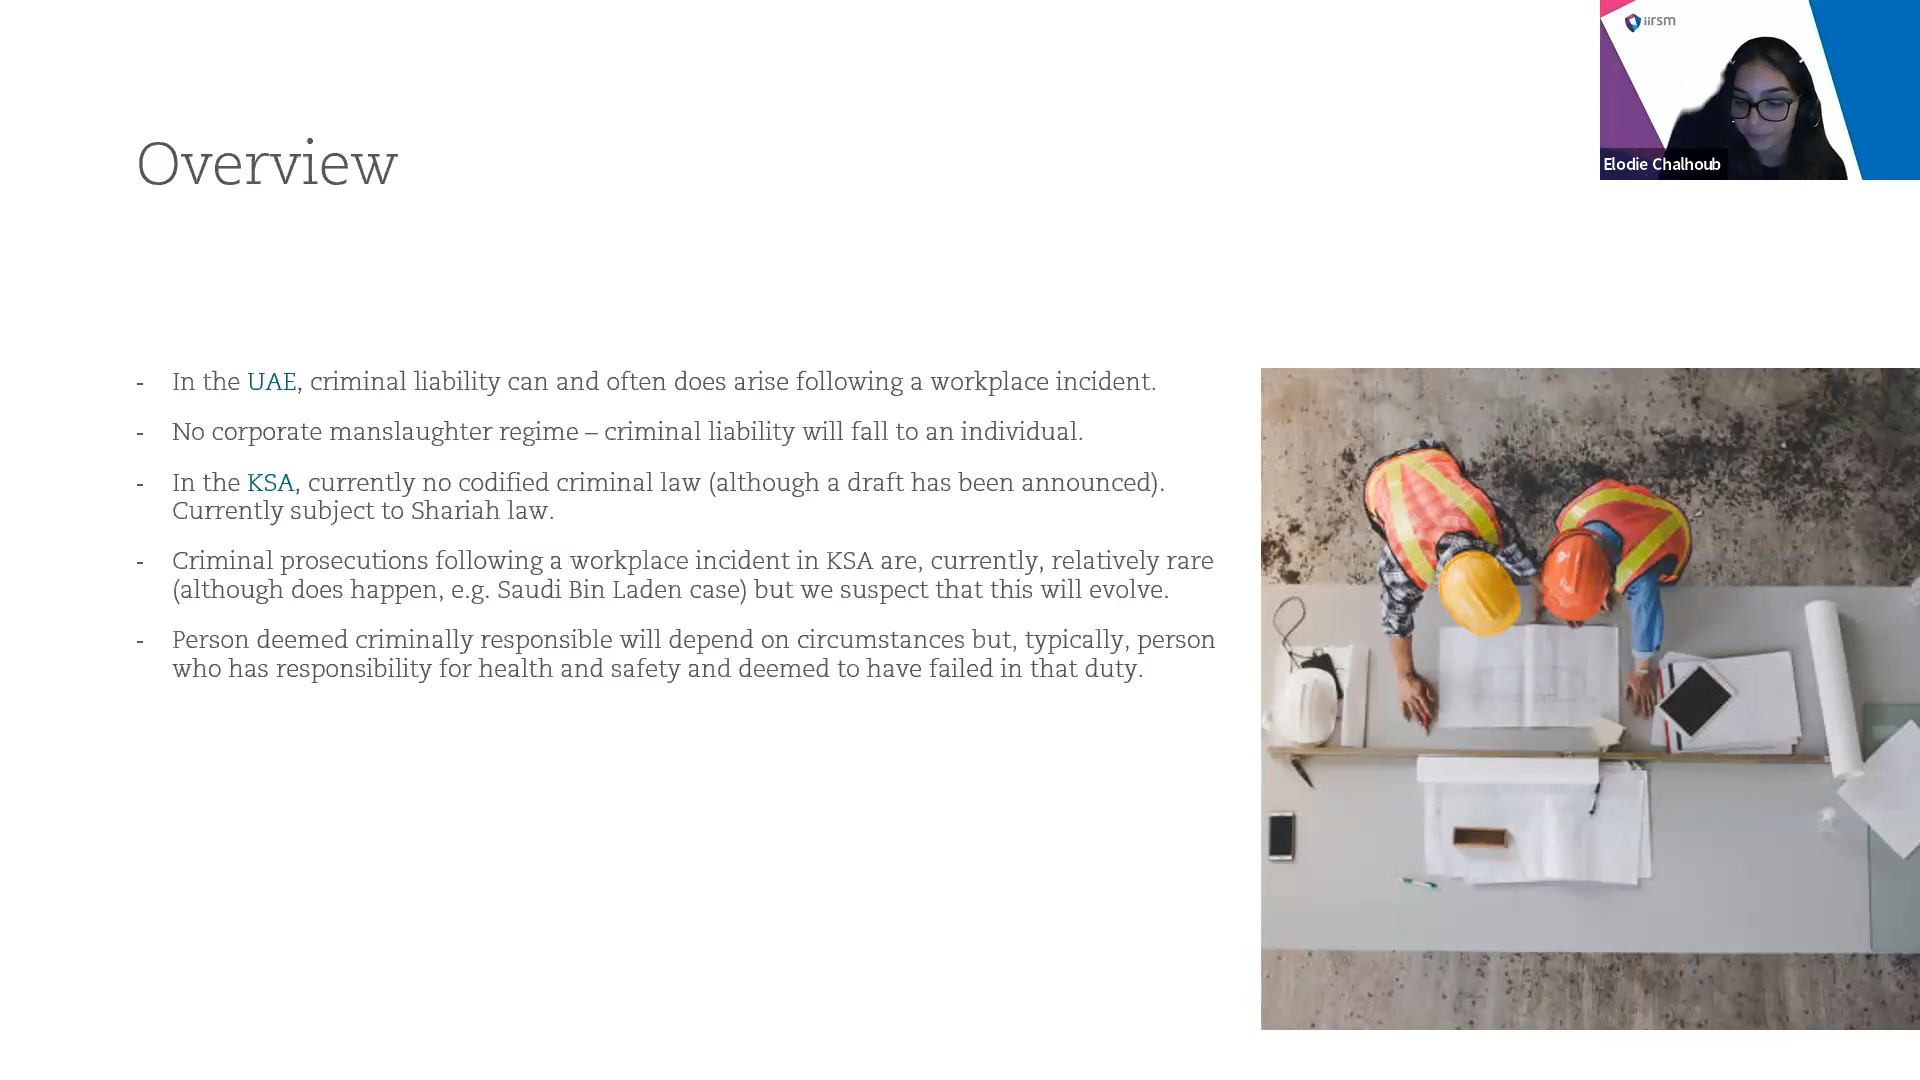 iirsm
Elodie Chalhoub
Overview
- In the UAE, criminal liability can and often does arise following a workplace incident.
- No corporate manslaughter regime – criminal liability will fall to an individual.
- In the KSA, currently no codified criminal law (although a draft has been announced).
Currently subject to Shariah law.
- Criminal prosecutions following a workplace incident in KSA are, currently, relatively rare
(although does happen, e.g. Saudi Bin Laden case) but we suspect that this will evolve.
- Person deemed criminally responsible will depend on circumstances but, typically, person
who has responsibility for health and safety and deemed to have failed in that duty.